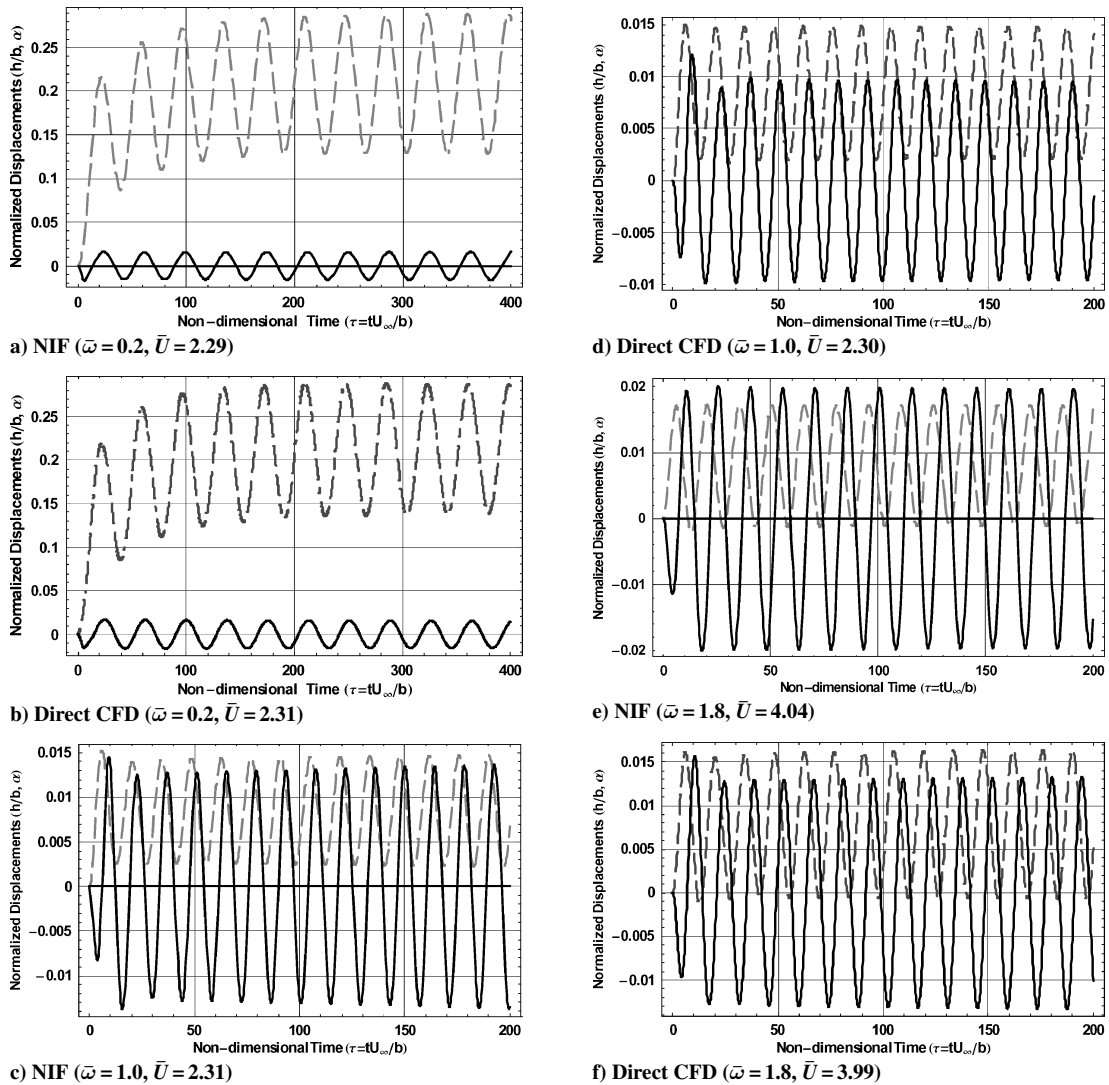 Normalized Displacements (h/b, α)
0.25
0.2
0.15
0.1
0.05
0
0 100 200 300 400
Non-dimensional Time (τ=tU∞/b)
a) NIF (ω̄=0.2, Ū=2.29)
Normalized Displacements (h/b, α)
0.25
0.2
0.15
0.1
0.05
0
0 100 200 300 400
Non-dimensional Time (τ=tU∞/b)
b) Direct CFD (ω̄=0.2, Ū=2.31)
Normalized Displacements (h/b, α)
0.015
0.01
0.005
0
-0.005
-0.01
0 50 100 150 200
Non-dimensional Time (τ=tU∞/b)
c) NIF (ω̄=1.0, Ū=2.31)
Normalized Displacements (h/b, α)
0.015
0.01
0.005
0
-0.005
-0.01
0 50 100 150 200
Non-dimensional Time (τ=tU∞/b)
d) Direct CFD (ω̄=1.0, Ū=2.30)
Normalized Displacements (h/b, α)
0.02
0.01
0
-0.01
-0.02
0 50 100 150 200
Non-dimensional Time (τ=tU∞/b)
e) NIF (ω̄=1.8, Ū=4.04)
Normalized Displacements (h/b, α)
0.015
0.01
0.005
0
-0.005
-0.01
0 50 100 150 200
Non-dimensional Time (τ=tU∞/b)
f) Direct CFD (ω̄=1.8, Ū=3.99)